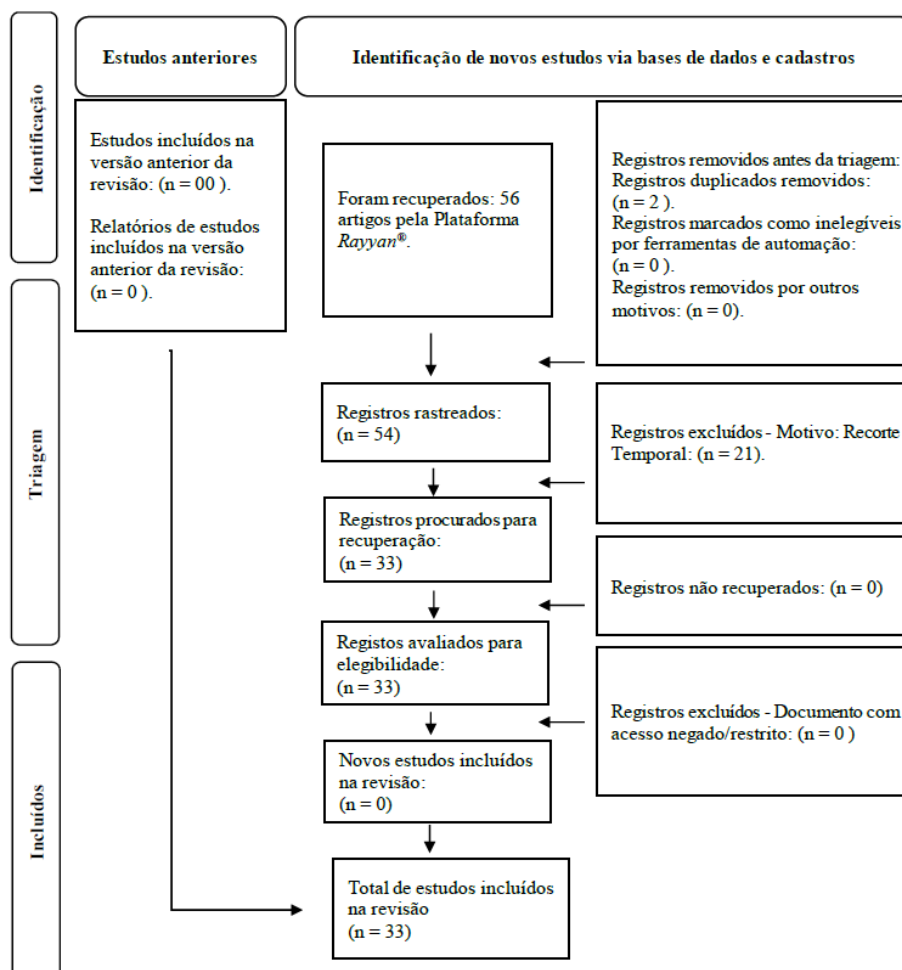 Identificação
Estudos anteriores
Identificação de novos estudos via bases de dados e cadastros
Estudos incluídos na
versão anterior da
revisão: (n = 00 ).
Relatórios de estudos
incluídos na versão
anterior da revisão:
(n = 0 ).
Foram recuperados: 56
artigos pela Plataforma
Rayyan®.
Registros removidos antes da triagem:
Registros duplicados removidos:
(n = 2 ).
Registros marcados como inelegíveis
por ferramentas de automação:
(n = 0 ).
Registros removidos por outros
motivos: (n = 0).
Triagem
Registros rastreados:
(n = 54)
Registros excluídos - Motivo: Recorte
Temporal: (n = 21).
Registros procurados para
recuperação:
(n = 33)
Registros não recuperados: (n = 0)
Registos avaliados para
elegibilidade:
(n = 33)
Registros excluídos - Documento com
acesso negado/restrito: (n = 0 )
Incluídos
Novos estudos incluídos
na revisão:
(n = 0)
Total de estudos incluídos
na revisão
(n = 33)